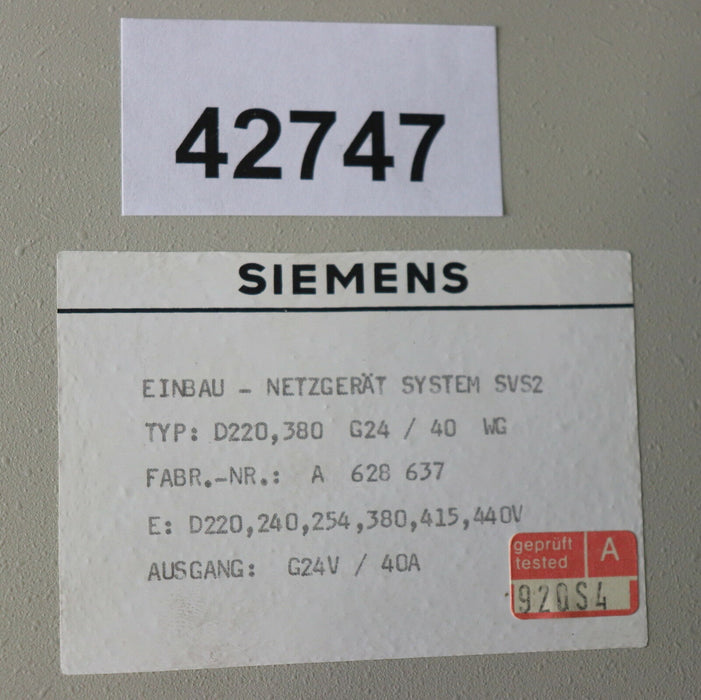 42747
SIEMENS
EINBAU - NETZGERÄT SYSTEM SVS2
TYP: D220,380 G24 / 40 WG
FABR.-NR.: A 628 637
E: D220,240,254,380,415,440V
AUSGANG: G24V / 40A
geprüft
tested
A
920S4